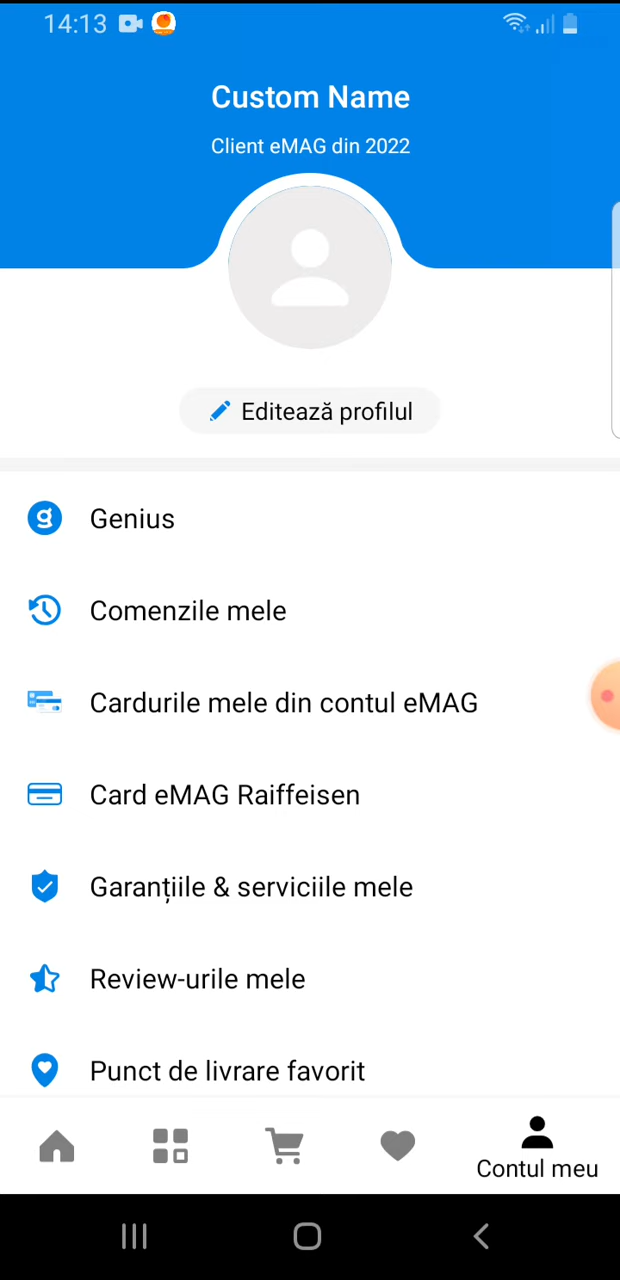 14:13
Custom Name
Client eMAG din 2022
Editează profilul
g Genius
Comenzile mele
Cardurile mele din contul eMAG
Card eMAG Raiffeisen
Garanțiile & serviciile mele
Review-urile mele
Punct de livrare favorit
Contul meu